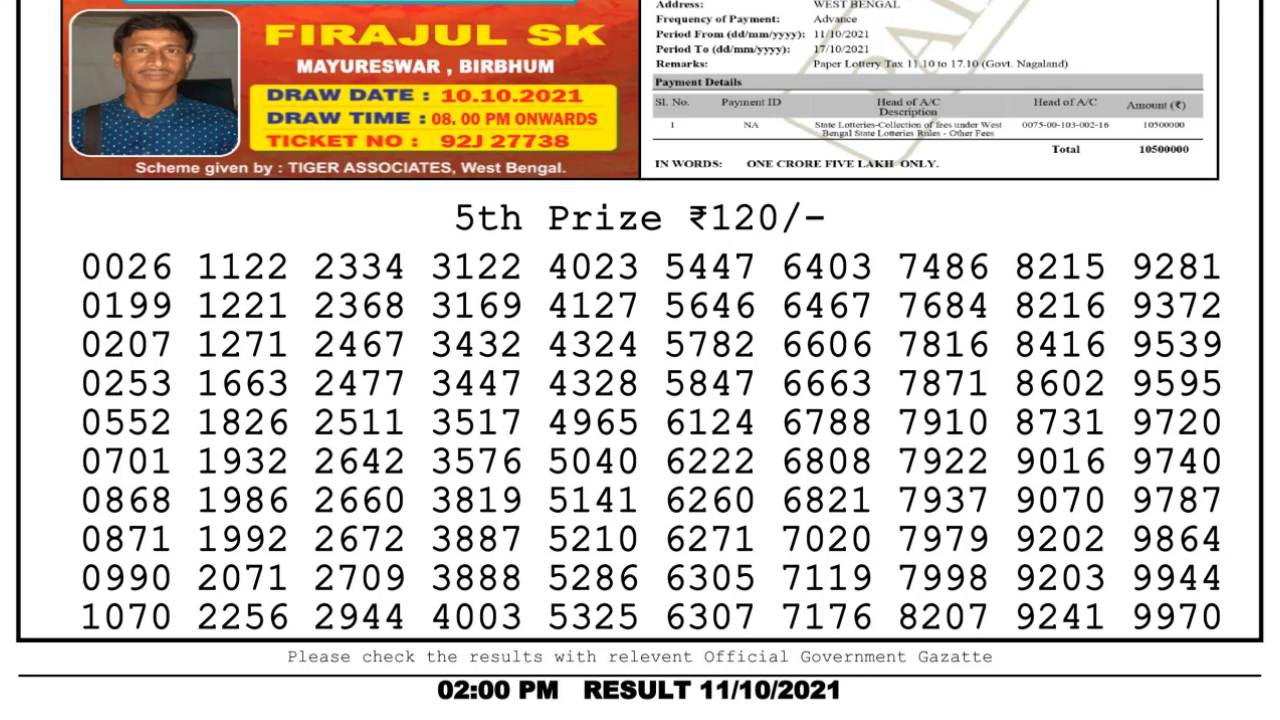 FIRAJUL SK
MAYURESWAR , BIRBHUM
DRAW DATE : 10.10.2021
DRAW TIME : 08. 00 PM ONWARDS
TICKET NO : 92J 27738
Scheme given by : TIGER ASSOCIATES, West Bengal.
Address: WEST BENGAL
Frequency of Payment: Advance
Period From (dd/mm/yyyy): 11/10/2021
Period To (dd/mm/yyyy): 17/10/2021
Remarks: Paper Lottery Tax 11.10 to 17.10 (Govt. Nagaland)
Payment Details
Sl. No. Payment ID Head of A/C Description Head of A/C Amount (₹)
1 NA State Lotteries-Collection of fees under West Bengal State Lotteries Rules - Other Fees 0075-00-103-002-16 10500000
Total 10500000
IN WORDS: ONE CRORE FIVE LAKH ONLY.
5th Prize ₹120/-
0026 1122 2334 3122 4023 5447 6403 7486 8215 9281
0199 1221 2368 3169 4127 5646 6467 7684 8216 9372
0207 1271 2467 3432 4324 5782 6606 7816 8416 9539
0253 1663 2477 3447 4328 5847 6663 7871 8602 9595
0552 1826 2511 3517 4965 6124 6788 7910 8731 9720
0701 1932 2642 3576 5040 6222 6808 7922 9016 9740
0868 1986 2660 3819 5141 6260 6821 7937 9070 9787
0871 1992 2672 3887 5210 6271 7020 7979 9202 9864
0990 2071 2709 3888 5286 6305 7119 7998 9203 9944
1070 2256 2944 4003 5325 6307 7176 8207 9241 9970
Please check the results with relevent Official Government Gazatte
02:00 PM RESULT 11/10/2021